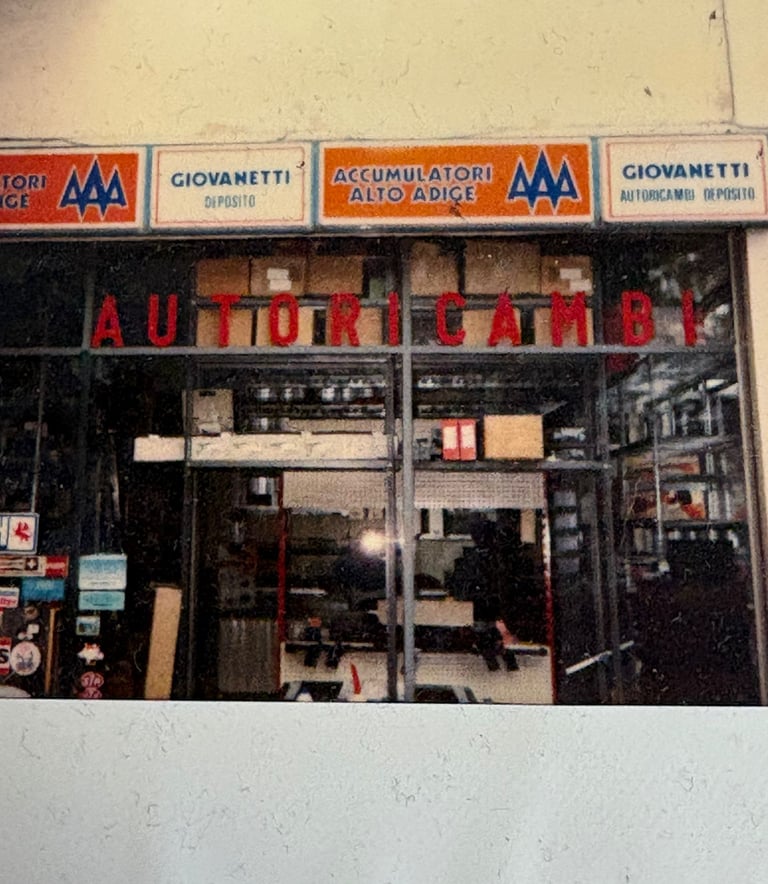 TORI
IGE
AAA
GIOVANETTI
DEPOSITO
ACCUMULATORI
ALTO ADIGE
AAA
GIOVANETTI
AUTORICAMBI DEPOSITO
AUTORICAMBI